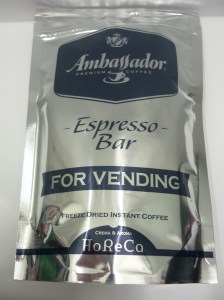 Ambassador
PREMIUM COFFEE
- Espresso -
Bar
FOR VENDING
FREEZE DRIED INSTANT COFFEE
CREMA & AROMA
HoReCa